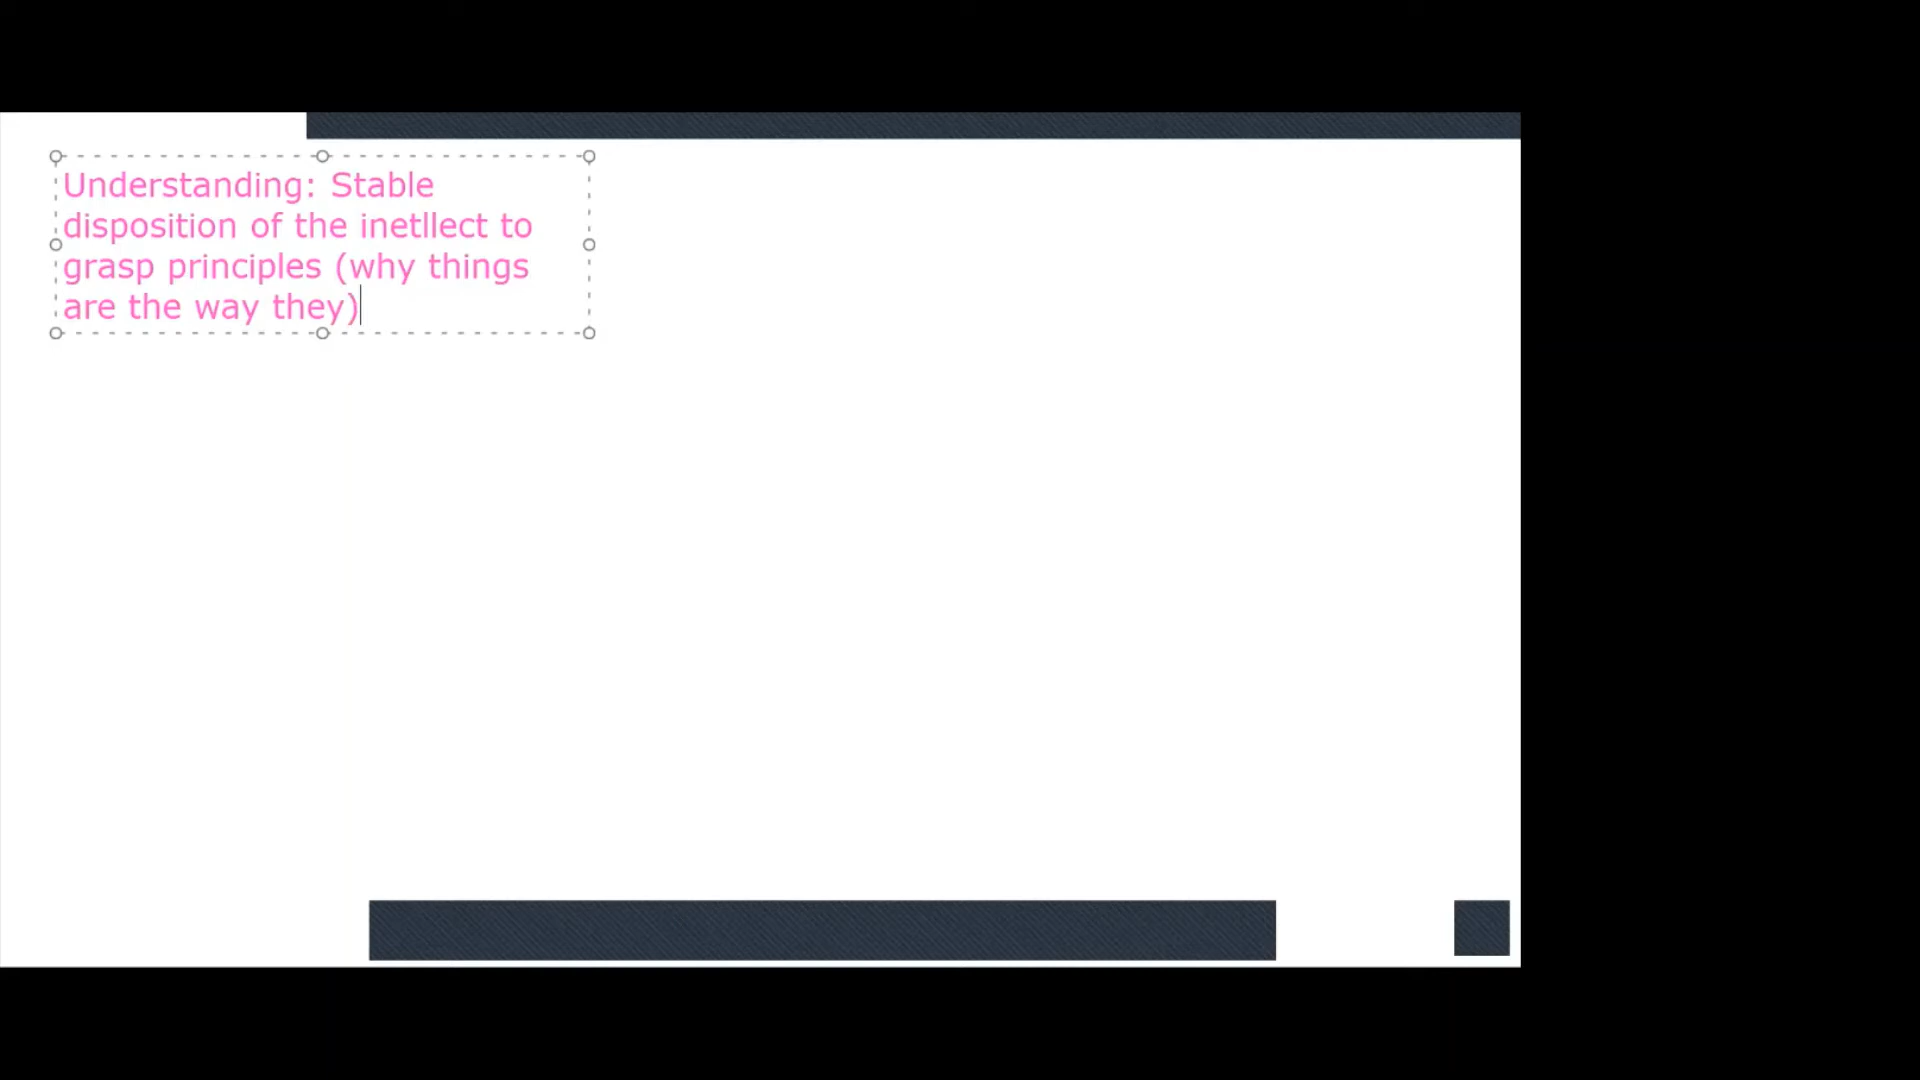 Understanding: Stable
disposition of the inetllect to
grasp principles (why things
are the way they)